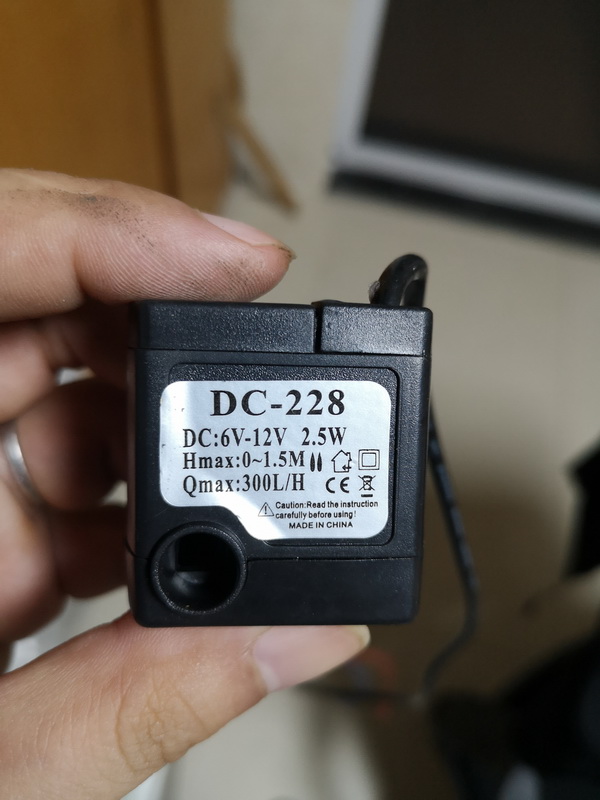 DC-228
DC:6V-12V 2.5W
Hmax:0~1.5M
Qmax:300L/H CE
Caution:Read the instruction
carefully before using!
MADE IN CHINA